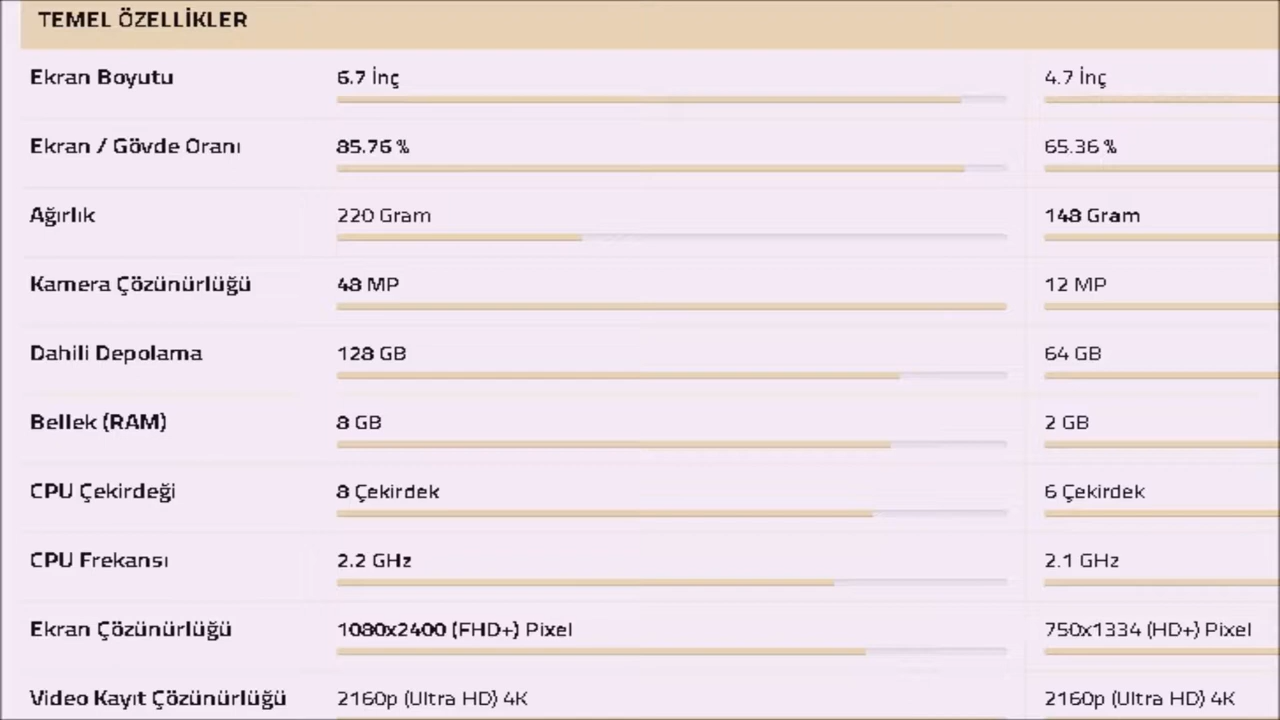 TEMEL ÖZELLİKLER
Ekran Boyutu 6.7 İnç 4.7 İnç
Ekran / Gövde Oranı 85.76 % 65.36 %
Ağırlık 220 Gram 148 Gram
Kamera Çözünürlüğü 48 MP 12 MP
Dahili Depolama 128 GB 64 GB
Bellek (RAM) 8 GB 2 GB
CPU Çekirdeği 8 Çekirdek 6 Çekirdek
CPU Frekansı 2.2 GHz 2.1 GHz
Ekran Çözünürlüğü 1080x2400 (FHD+) Pixel 750x1334 (HD+) Pixel
Video Kayıt Çözünürlüğü 2160p (Ultra HD) 4K 2160p (Ultra HD) 4K